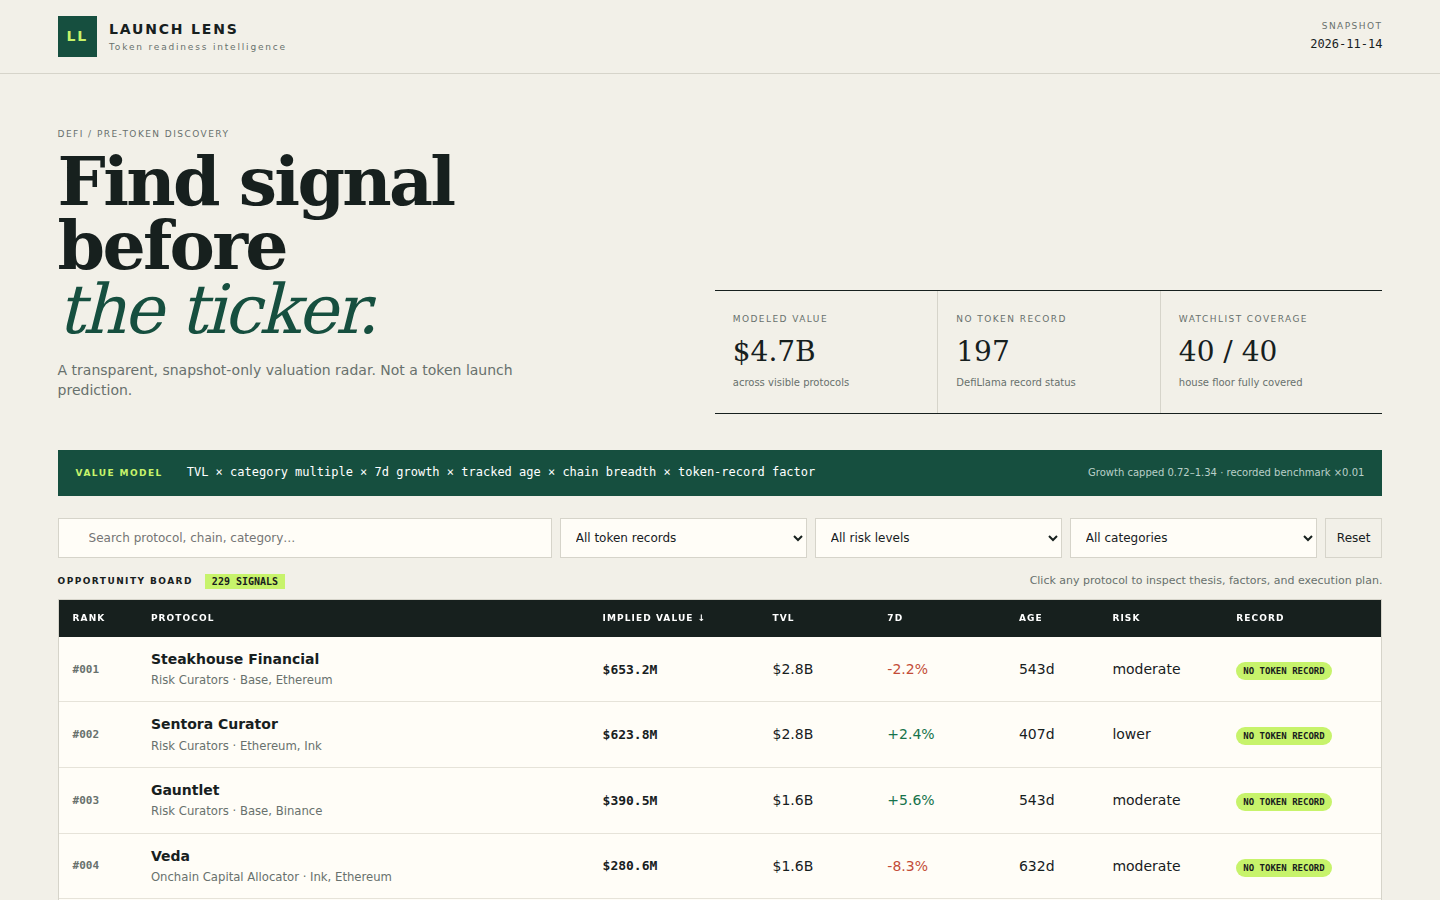 LL
LAUNCH LENS
Token readiness intelligence
SNAPSHOT
2026-11-14
DEFI / PRE-TOKEN DISCOVERY
Find signal
before
the ticker.
A transparent, snapshot-only valuation radar. Not a token launch
prediction.
MODELED VALUE
$4.7B
across visible protocols
NO TOKEN RECORD
197
DefiLlama record status
WATCHLIST COVERAGE
40 / 40
house floor fully covered
VALUE MODEL TVL × category multiple × 7d growth × tracked age × chain breadth × token-record factor Growth capped 0.72–1.34 · recorded benchmark ×0.01
Search protocol, chain, category… All token records All risk levels All categories Reset
OPPORTUNITY BOARD 229 SIGNALS Click any protocol to inspect thesis, factors, and execution plan.
RANK PROTOCOL IMPLIED VALUE ↓ TVL 7D AGE RISK RECORD
#001 Steakhouse Financial $653.2M $2.8B -2.2% 543d moderate NO TOKEN RECORD
Risk Curators · Base, Ethereum
#002 Sentora Curator $623.8M $2.8B +2.4% 407d lower NO TOKEN RECORD
Risk Curators · Ethereum, Ink
#003 Gauntlet $390.5M $1.6B +5.6% 543d moderate NO TOKEN RECORD
Risk Curators · Base, Binance
#004 Veda $280.6M $1.6B -8.3% 632d moderate NO TOKEN RECORD
Onchain Capital Allocator · Ink, Ethereum